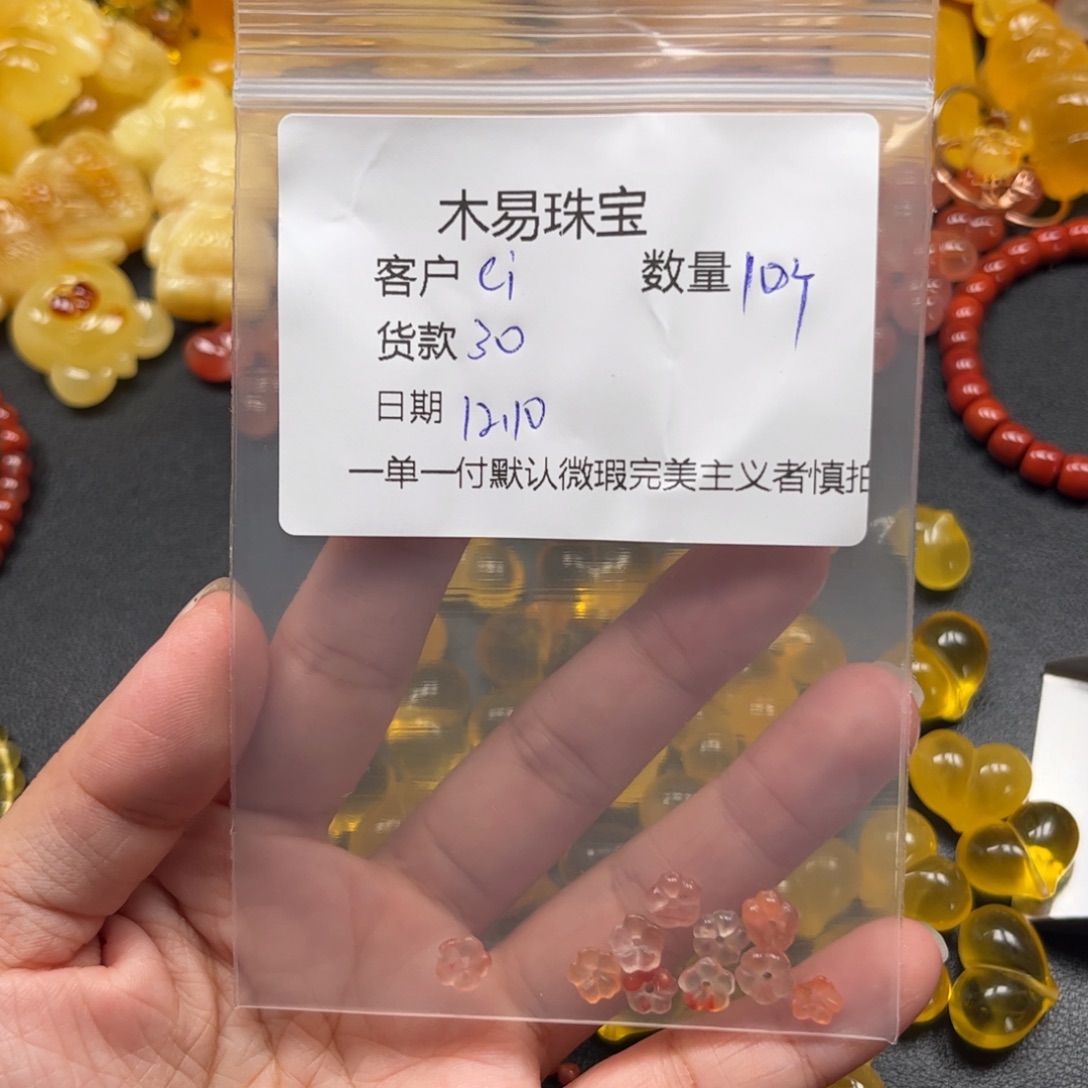 木易珠宝
客户 Ci 数量 10个
货款 30
日期 12.10
一单一付默认微瑕完美主义者慎拍